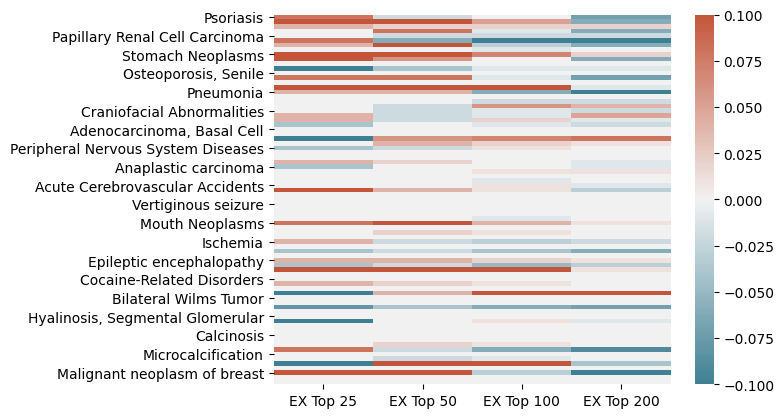 Psoriasis
Papillary Renal Cell Carcinoma
Stomach Neoplasms
Osteoporosis, Senile
Pneumonia
Craniofacial Abnormalities
Adenocarcinoma, Basal Cell
Peripheral Nervous System Diseases
Anaplastic carcinoma
Acute Cerebrovascular Accidents
Vertiginous seizure
Mouth Neoplasms
Ischemia
Epileptic encephalopathy
Cocaine-Related Disorders
Bilateral Wilms Tumor
Hyalinosis, Segmental Glomerular
Calcinosis
Microcalcification
Malignant neoplasm of breast
EX Top 25 EX Top 50 EX Top 100 EX Top 200
0.100
0.075
0.050
0.025
0.000
−0.025
−0.050
−0.075
−0.100